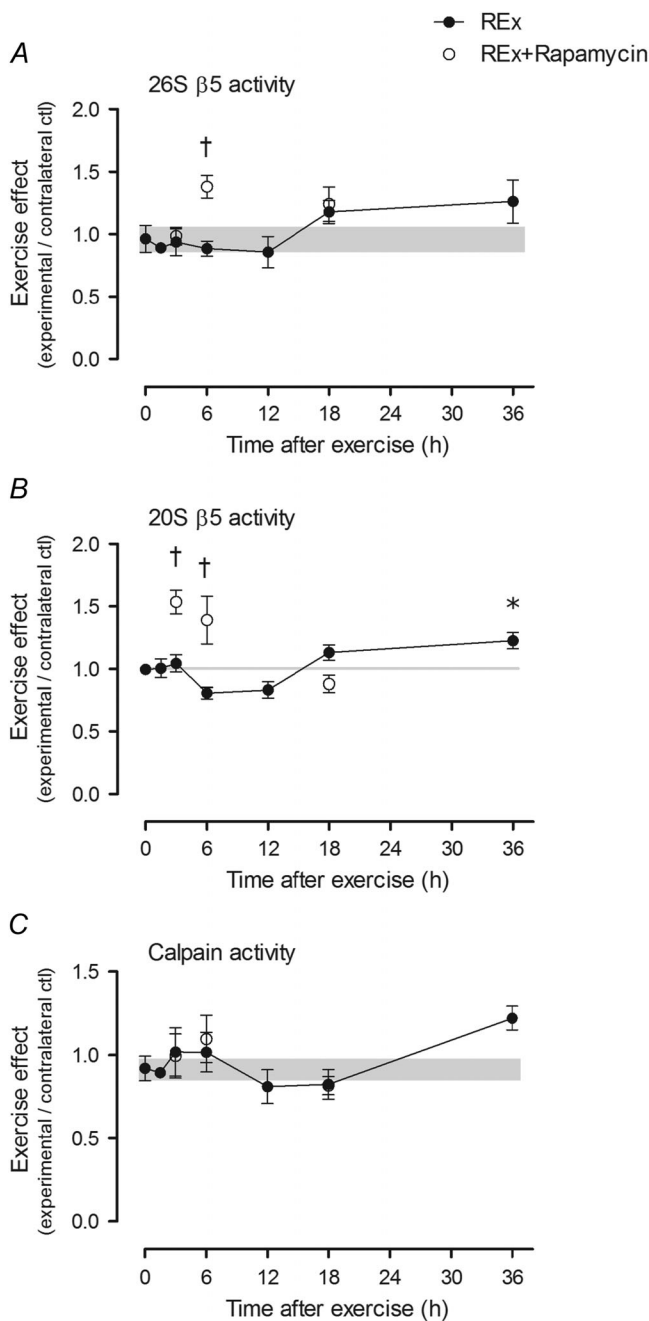 REx
REx+Rapamycin
A
26S β5 activity
2.0
†
1.5
1.0
0.5
0.0
Exercise effect
(experimental / contralateral ctl)
0 6 12 18 24 30 36
Time after exercise (h)
B
20S β5 activity
2.0
† †
1.5
*
1.0
0.5
0.0
Exercise effect
(experimental / contralateral ctl)
0 6 12 18 24 30 36
Time after exercise (h)
C
Calpain activity
1.5
1.0
0.5
0.0
Exercise effect
(experimental / contralateral ctl)
0 6 12 18 24 30 36
Time after exercise (h)